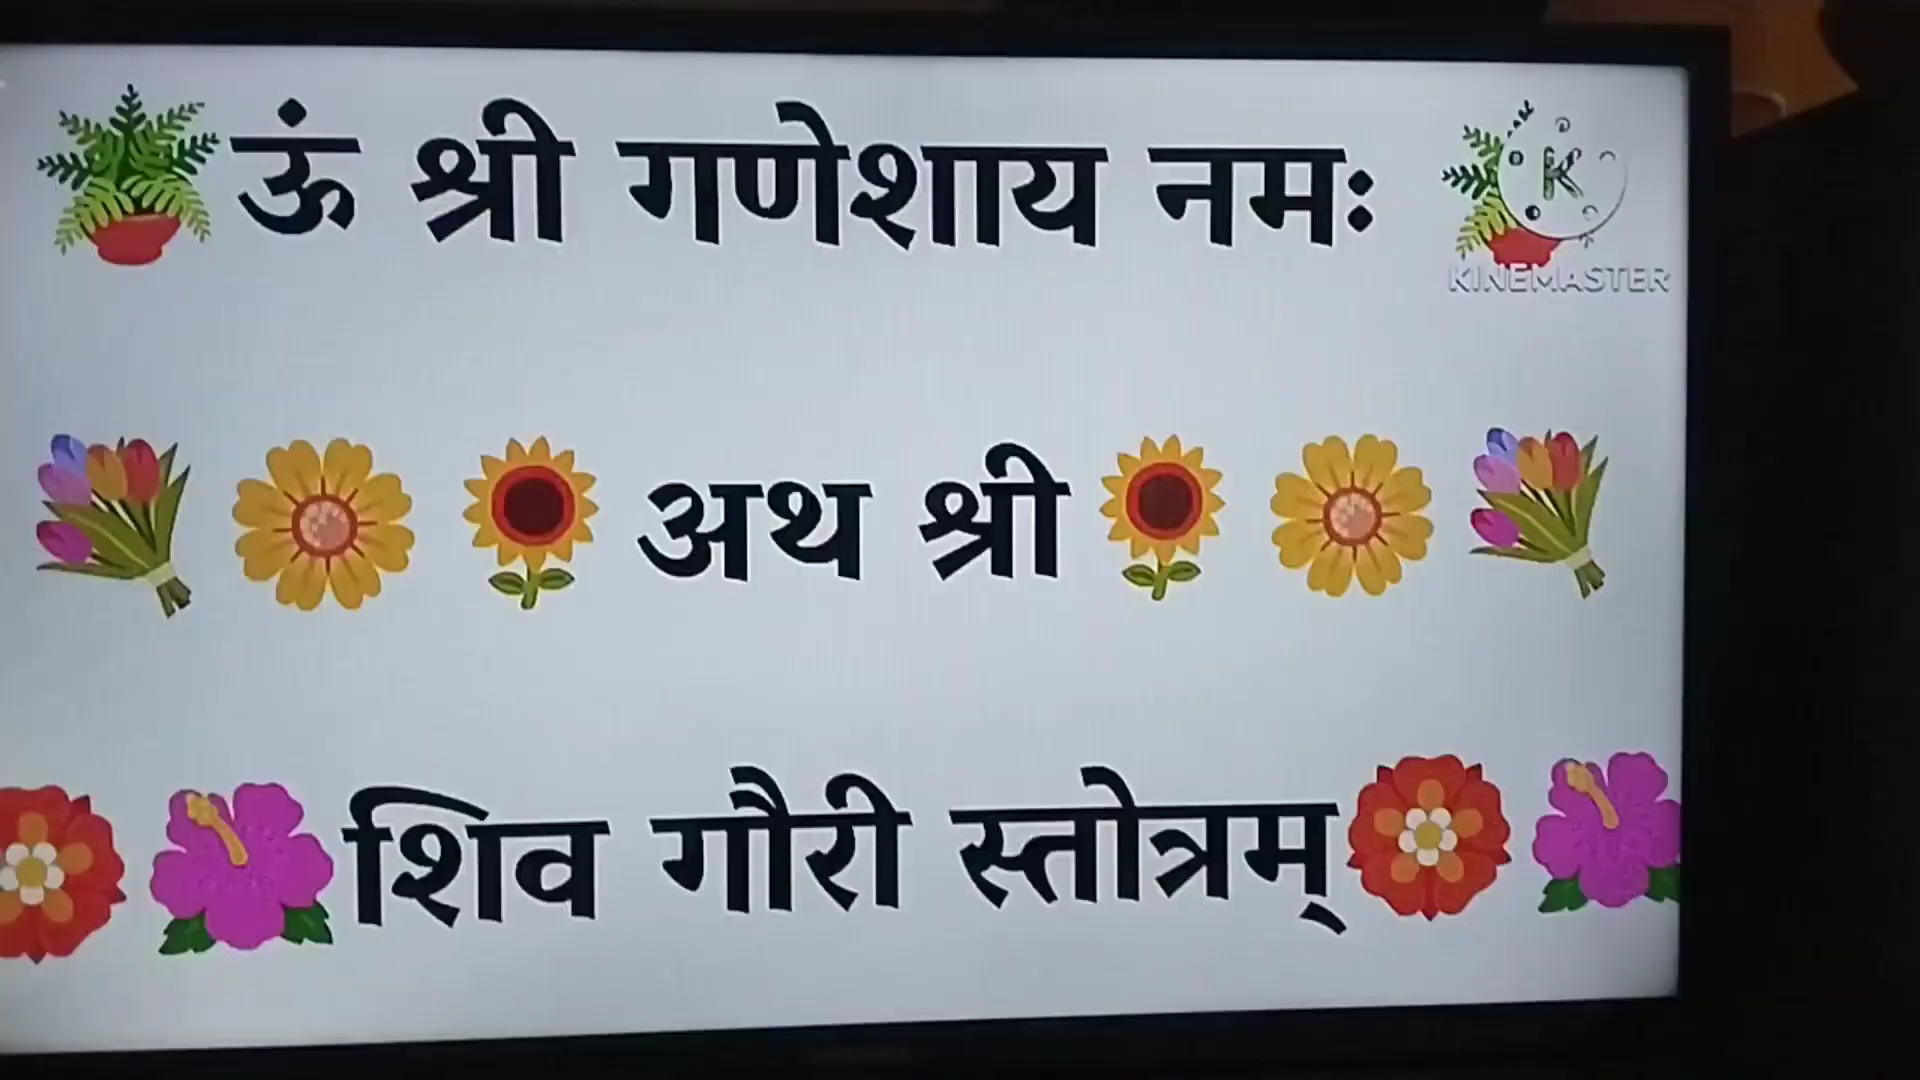 ऊं श्री गणेशाय नमः
KINEMASTER
अथ श्री
शिव गौरी स्तोत्रम्